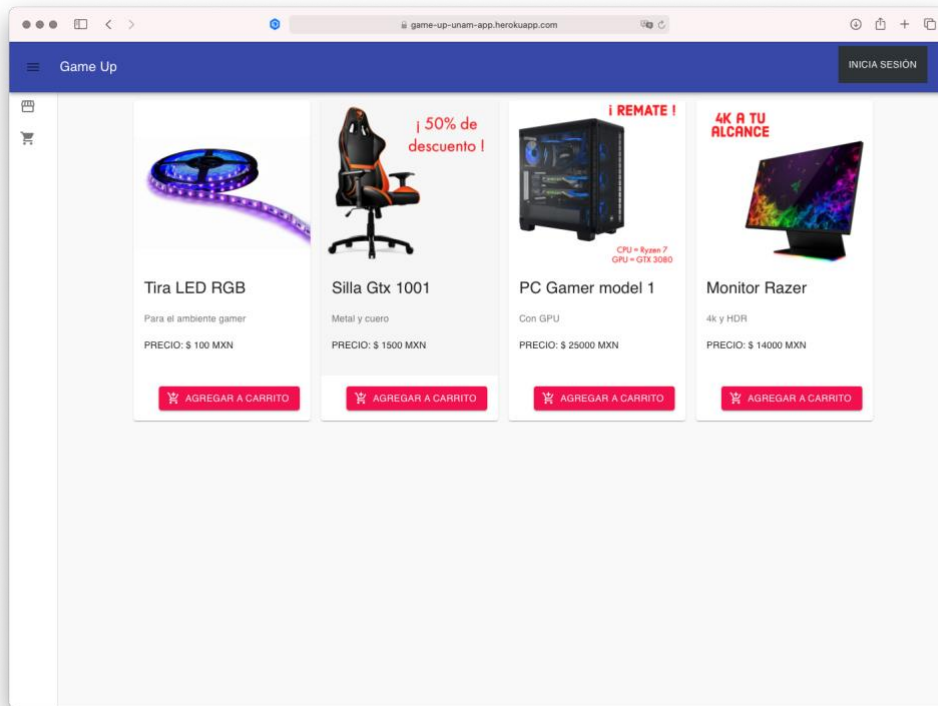 game-up-unam-app.herokuapp.com
Game Up
INICIA SESIÓN
¡ 50% de
descuento !
¡ REMATE !
CPU = Ryzen 7
GPU = GTX 3080
4K A TU
ALCANCE
Tira LED RGB
Para el ambiente gamer
PRECIO: $ 100 MXN
AGREGAR A CARRITO
Silla Gtx 1001
Metal y cuero
PRECIO: $ 1500 MXN
AGREGAR A CARRITO
PC Gamer model 1
Con GPU
PRECIO: $ 25000 MXN
AGREGAR A CARRITO
Monitor Razer
4k y HDR
PRECIO: $ 14000 MXN
AGREGAR A CARRITO